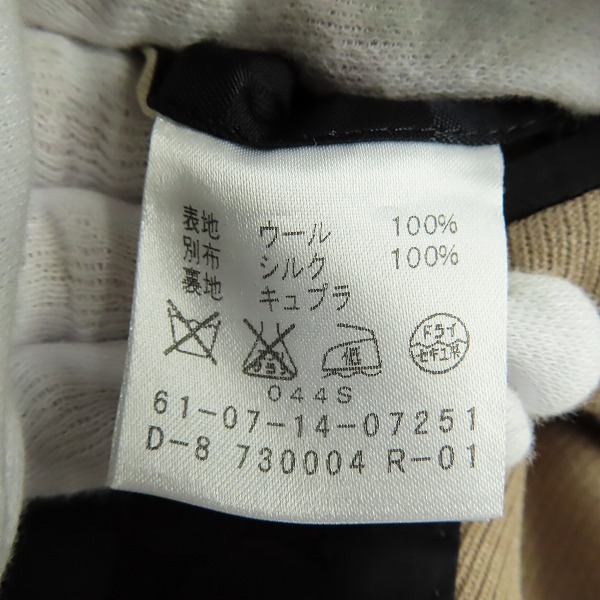 表地 ウール 100%
別布 シルク 100%
裏地 キュプラ
低
ドライ
セキユ系
044S
61-07-14-07251
D-8 730004 R-01